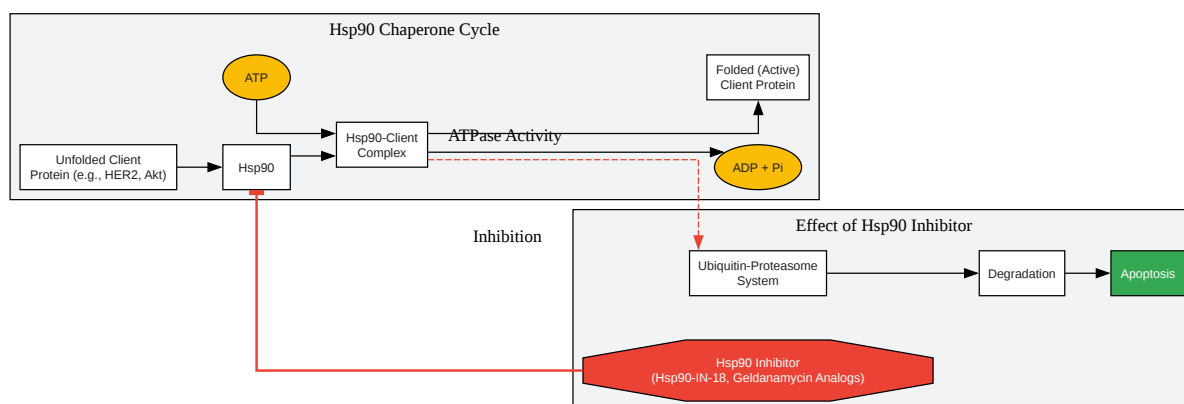 Hsp90 Chaperone Cycle
ATP
Folded (Active)
Client Protein
Hsp90-Client
Complex
ATPase Activity
Unfolded Client
Protein (e.g., HER2, Akt)
Hsp90
ADP + Pi
Inhibition
Effect of Hsp90 Inhibitor
Ubiquitin-Proteasome
System
Degradation
Apoptosis
Hsp90 Inhibitor
(Hsp90-IN-18, Geldanamycin Analogs)